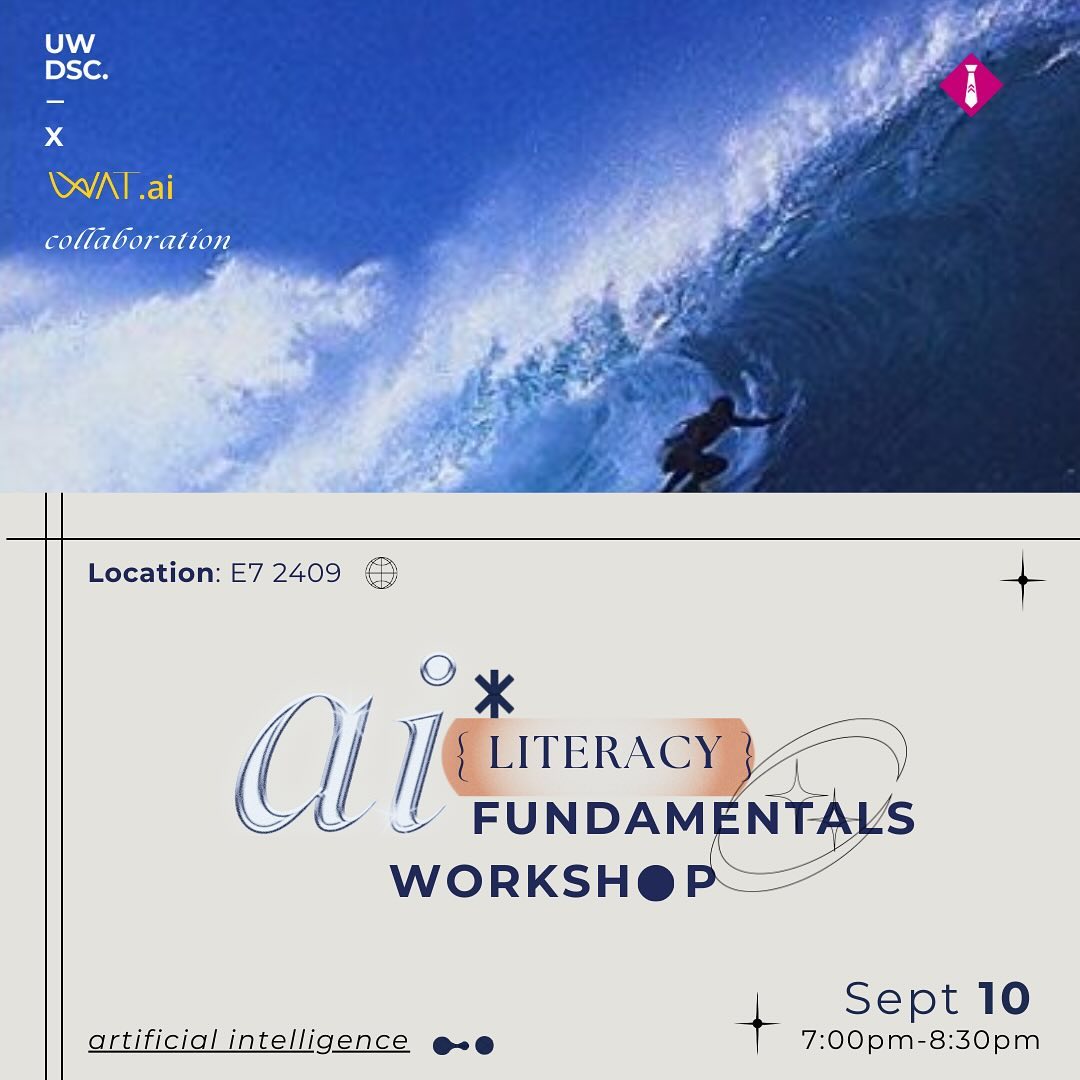 UW
DSC.
–
X
WAT.ai
collaboration
Location: E7 2409
ai*
{ LITERACY }
FUNDAMENTALS
WORKSHOP
artificial intelligence
Sept 10
7:00pm-8:30pm